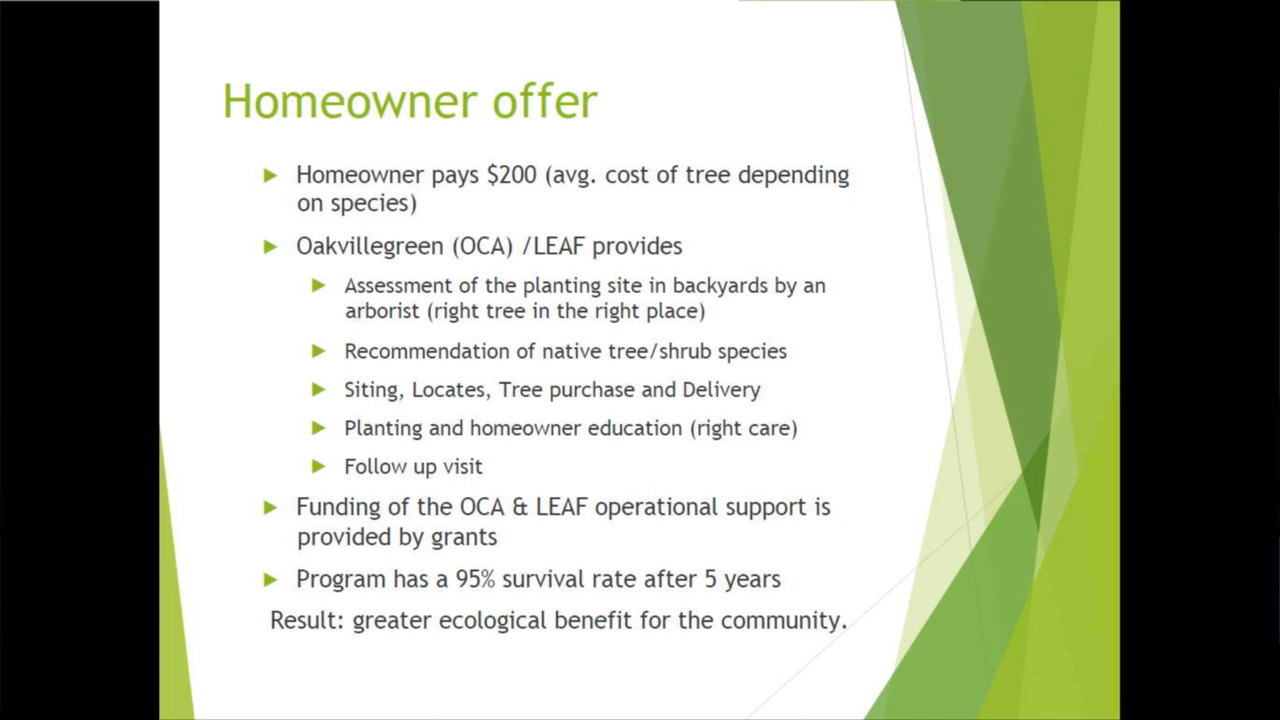 Homeowner offer
Homeowner pays $200 (avg. cost of tree depending
on species)
Oakvillegreen (OCA) /LEAF provides
Assessment of the planting site in backyards by an
arborist (right tree in the right place)
Recommendation of native tree/shrub species
Siting, Locates, Tree purchase and Delivery
Planting and homeowner education (right care)
Follow up visit
Funding of the OCA & LEAF operational support is
provided by grants
Program has a 95% survival rate after 5 years
Result: greater ecological benefit for the community.